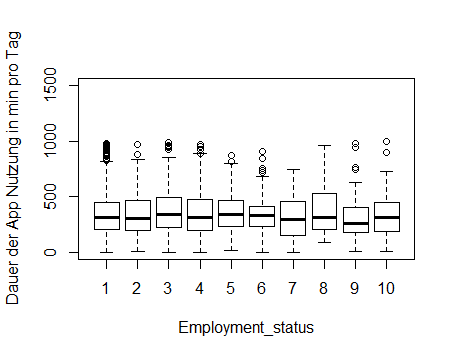 Dauer der App Nutzung in min pro Tag
1500
1000
500
0
1 2 3 4 5 6 7 8 9 10
Employment_status